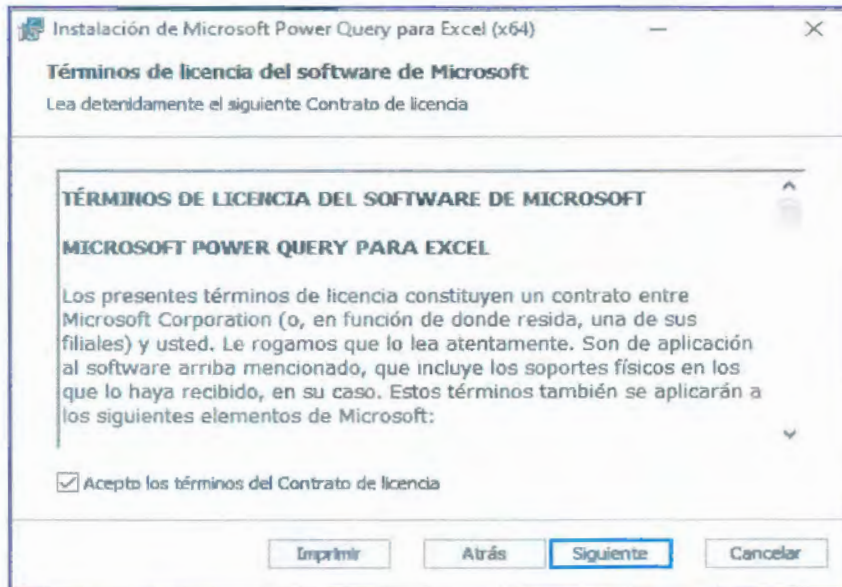 Instalación de Microsoft Power Query para Excel (x64)
Términos de licencia del software de Microsoft
Lea detenidamente el siguiente Contrato de licencia
TÉRMINOS DE LICENCIA DEL SOFTWARE DE MICROSOFT
MICROSOFT POWER QUERY PARA EXCEL
Los presentes términos de licencia constituyen un contrato entre
Microsoft Corporation (o, en función de donde resida, una de sus
filiales) y usted. Le rogamos que lo lea atentamente. Son de aplicación
al software arriba mencionado, que incluye los soportes físicos en los
que lo haya recibido, en su caso. Estos términos también se aplicarán a
los siguientes elementos de Microsoft:
Acepto los términos del Contrato de licencia
Imprimir Atrás Siguiente Cancelar